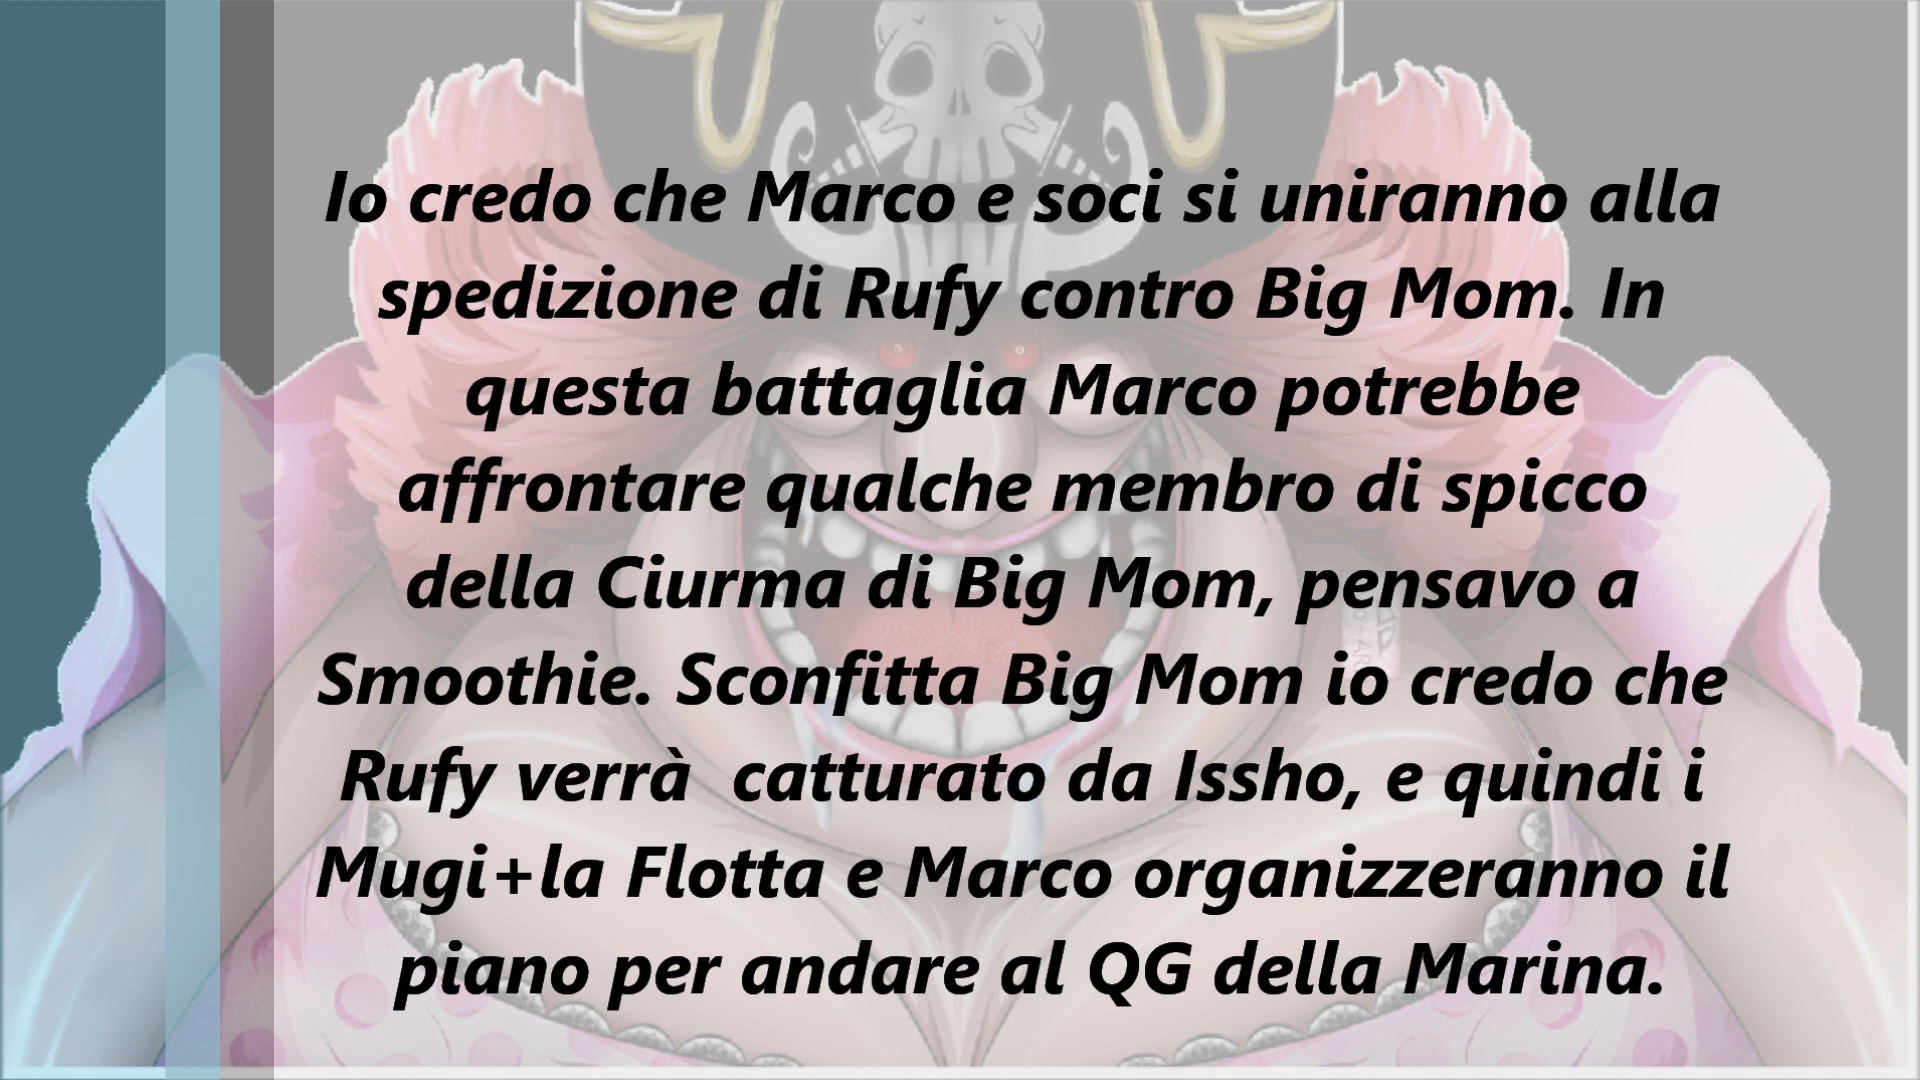 Io credo che Marco e soci si uniranno alla
spedizione di Rufy contro Big Mom. In
questa battaglia Marco potrebbe
affrontare qualche membro di spicco
della Ciurma di Big Mom, pensavo a
Smoothie. Sconfitta Big Mom io credo che
Rufy verrà  catturato da Issho, e quindi i
Mugi+la Flotta e Marco organizzeranno il
piano per andare al QG della Marina.